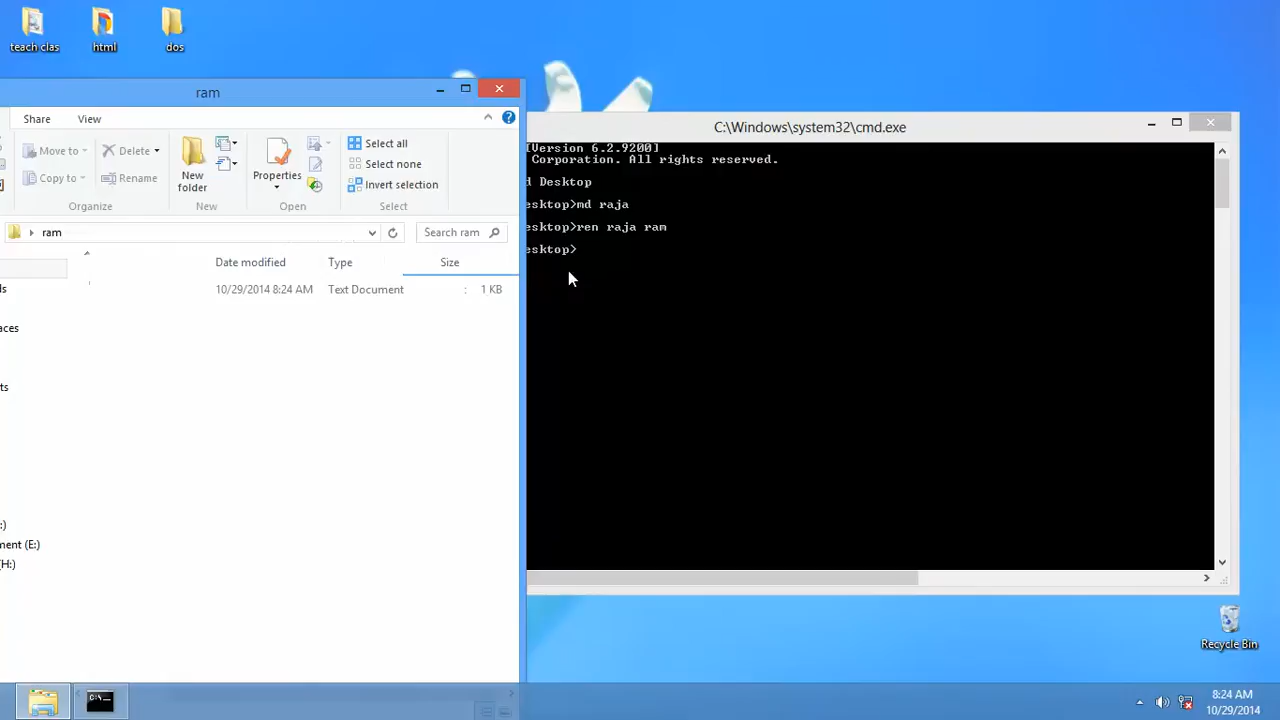 teach clas
html
dos
ram
Share
View
Move to
Delete
Copy to
Rename
New
folder
Properties
Select all
Select none
Invert selection
Organize
New
Open
Select
ram
Search ram
Date modified
Type
Size
10/29/2014 8:24 AM
Text Document
: 1 KB
ds
aces
ts
:)
ment (E:)
(H:)
C:\Windows\system32\cmd.exe
[Version 6.2.9200]
Corporation. All rights reserved.
d Desktop
esktop>md raja
esktop>ren raja ram
esktop>
Recycle Bin
C:\_
8:24 AM
10/29/2014